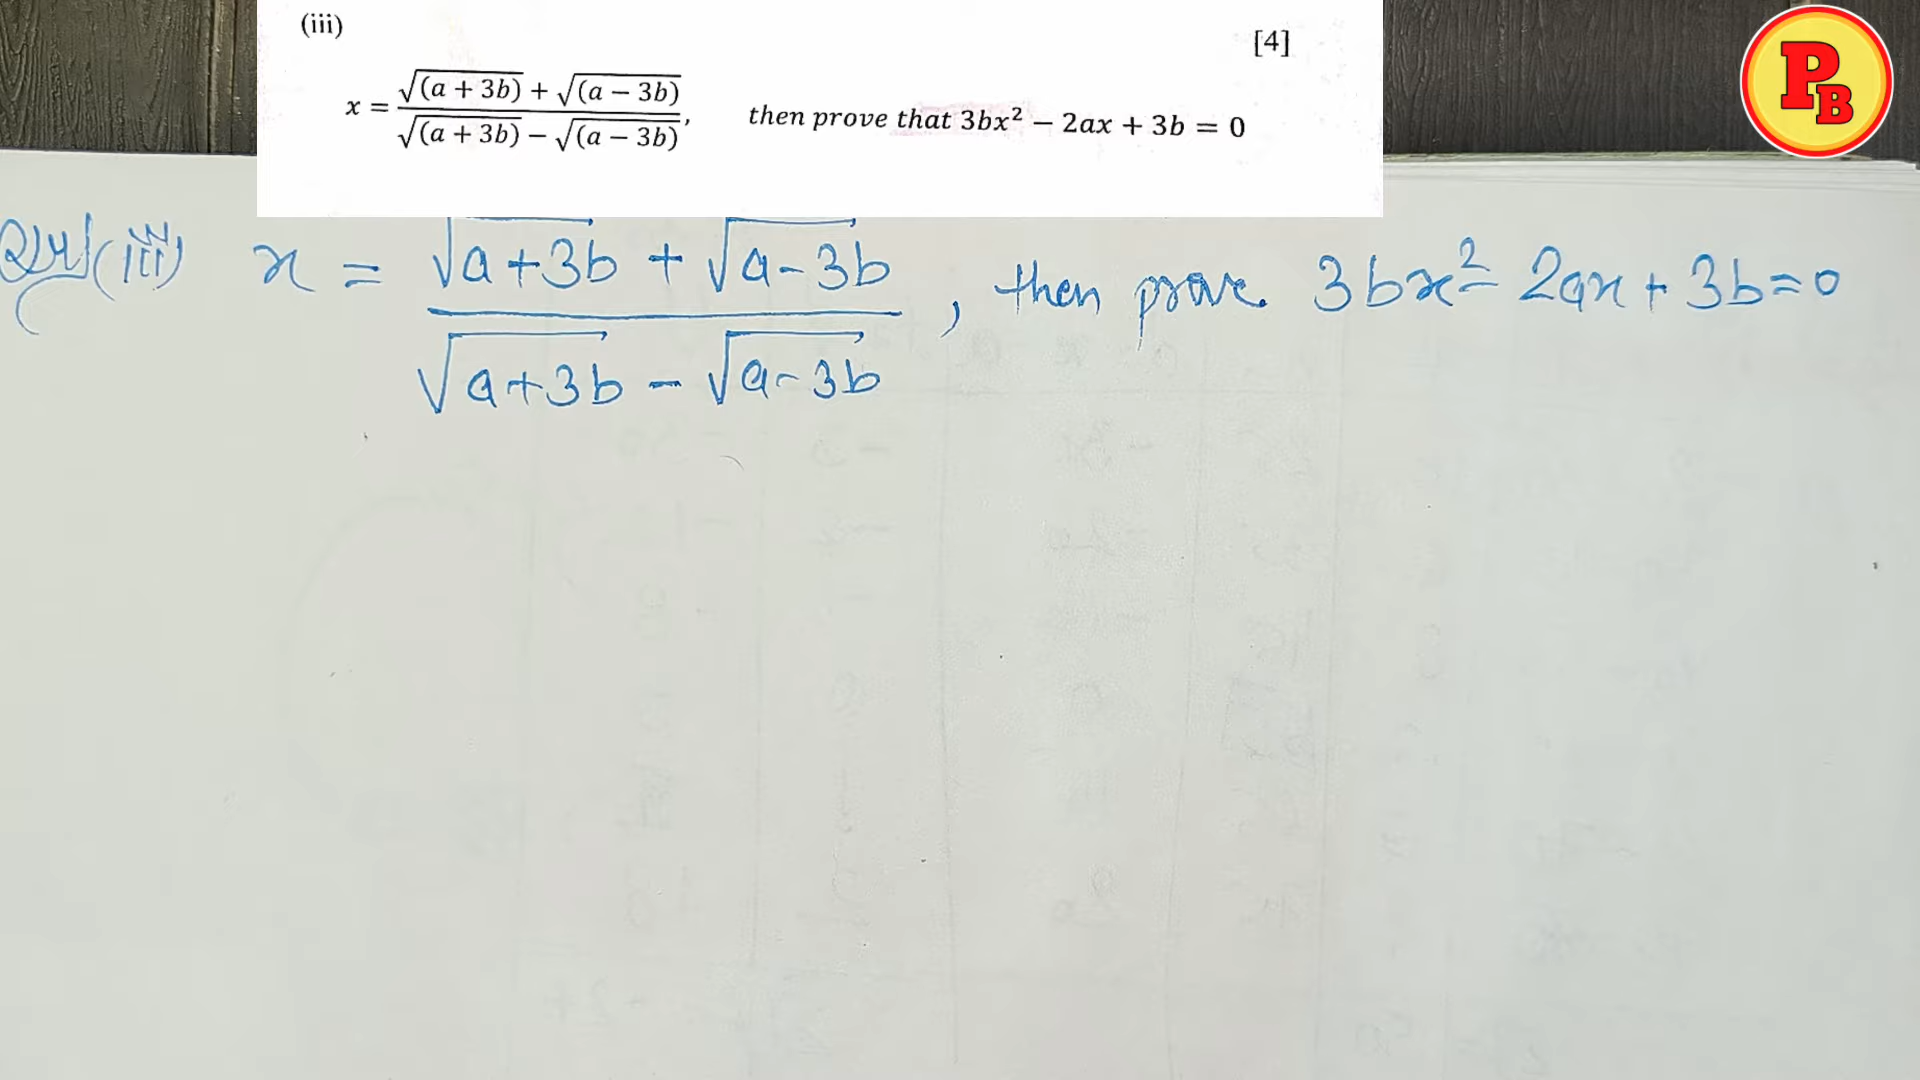 (iii)
[4]
x = (√(a + 3b) + √(a − 3b)) / (√(a + 3b) − √(a − 3b)), then prove that 3bx² − 2ax + 3b = 0
PB
(iii) x = (√a+3b + √a-3b) / (√a+3b - √a-3b), then prove 3bx² - 2ax + 3b = 0